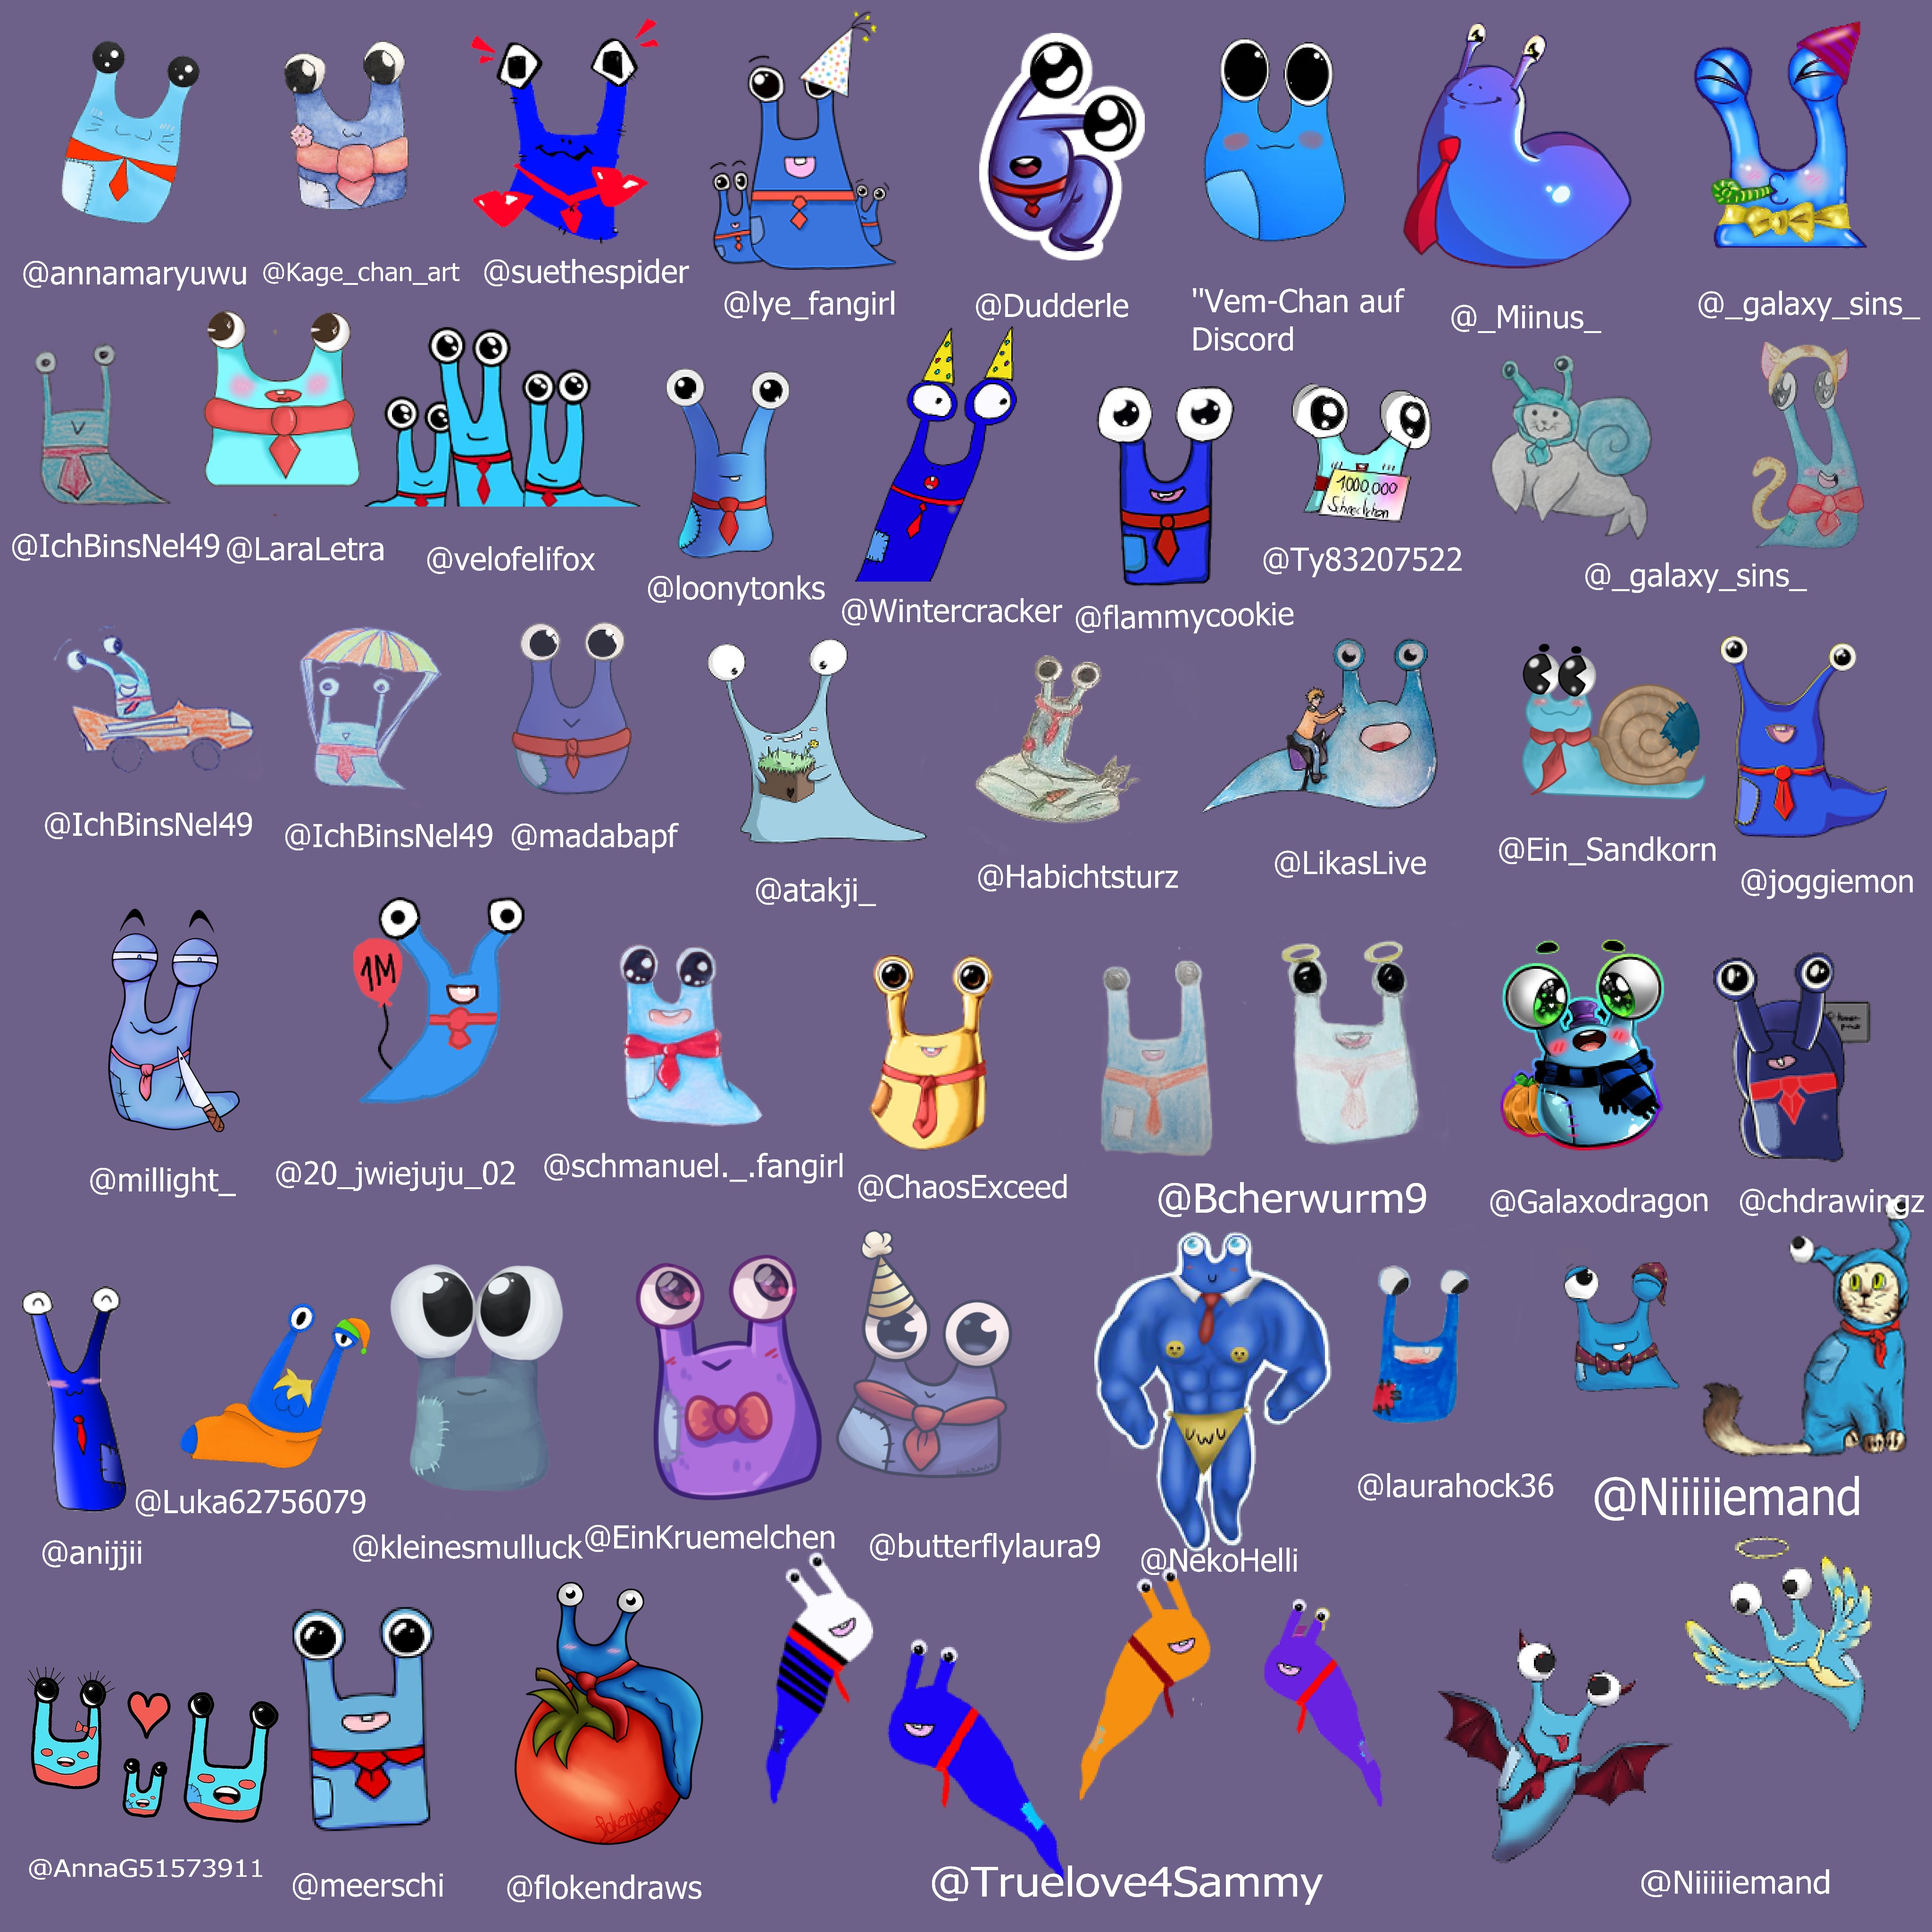 @annamaryuwu
@Kage_chan_art
@suethespider
@lye_fangirl
@Dudderle
"Vem-Chan auf
Discord
@_Miinus_
@_galaxy_sins_
@IchBinsNel49
@LaraLetra
@velofelifox
@loonytonks
@Wintercracker
@flammycookie
1000.000
@Ty83207522
@_galaxy_sins_
@IchBinsNel49
@IchBinsNel49
@madabapf
@atakji_
@Habichtsturz
@LikasLive
@Ein_Sandkorn
@joggiemon
@millight_
1M
@20_jwiejuju_02
@schmanuel._.fangirl
@ChaosExceed
@Bcherwurm9
@Galaxodragon
@chdrawingz
@anijjii
@Luka62756079
@kleinesmulluck
@EinKruemelchen
@butterflylaura9
UwU
@NekoHelli
@laurahock36
@Niiiiiemand
@AnnaG51573911
@meerschi
@flokendraws
@Truelove4Sammy
@Niiiiiemand